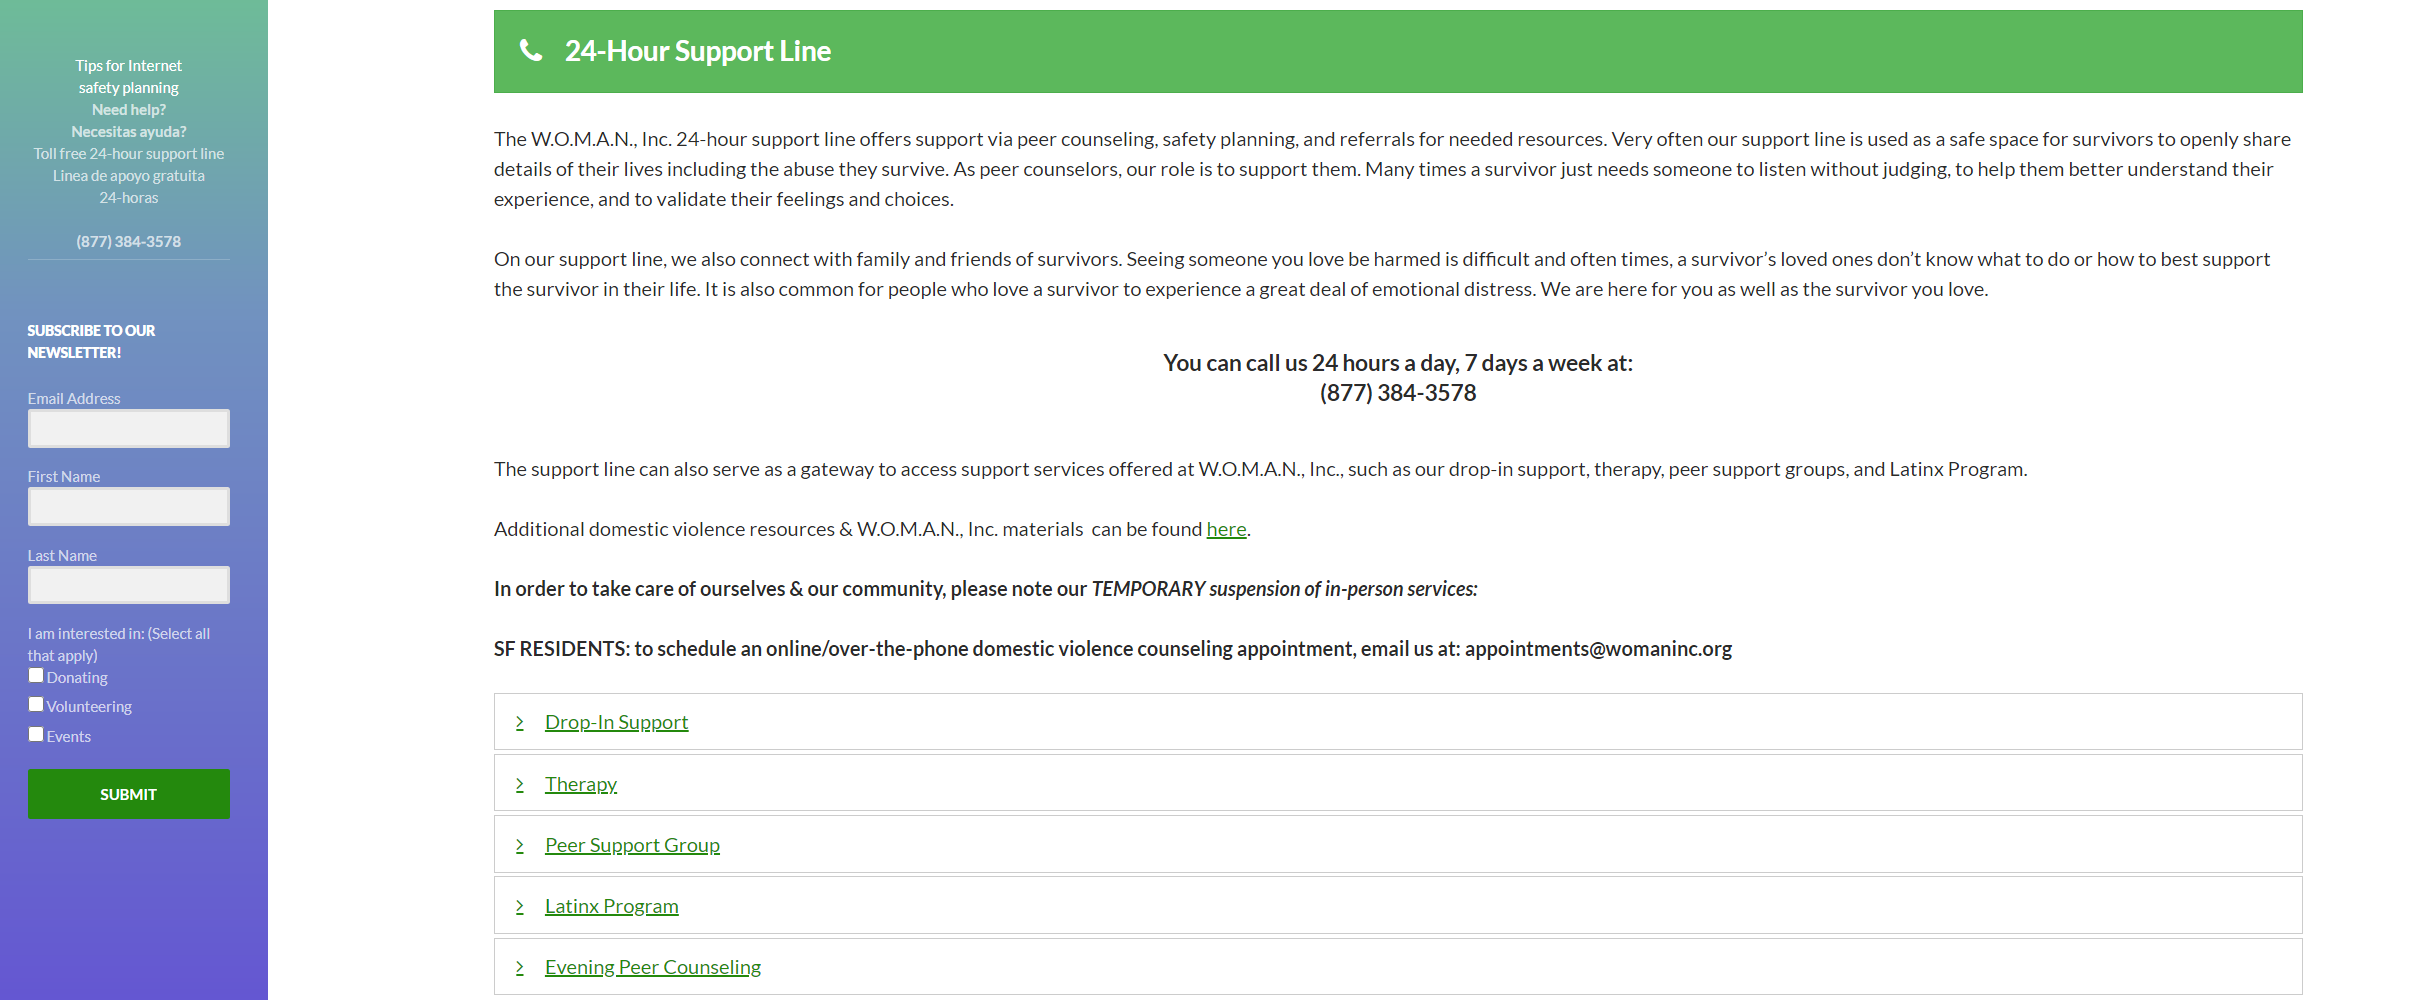 Tips for Internet
safety planning
Need help?
Necesitas ayuda?
Toll free 24-hour support line
Linea de apoyo gratuita
24-horas
(877) 384-3578
SUBSCRIBE TO OUR
NEWSLETTER!
Email Address
First Name
Last Name
I am interested in: (Select all
that apply)
Donating
Volunteering
Events
SUBMIT
24-Hour Support Line
The W.O.M.A.N., Inc. 24-hour support line offers support via peer counseling, safety planning, and referrals for needed resources. Very often our support line is used as a safe space for survivors to openly share
details of their lives including the abuse they survive. As peer counselors, our role is to support them. Many times a survivor just needs someone to listen without judging, to help them better understand their
experience, and to validate their feelings and choices.
On our support line, we also connect with family and friends of survivors. Seeing someone you love be harmed is difficult and often times, a survivor’s loved ones don’t know what to do or how to best support
the survivor in their life. It is also common for people who love a survivor to experience a great deal of emotional distress. We are here for you as well as the survivor you love.
You can call us 24 hours a day, 7 days a week at:
(877) 384-3578
The support line can also serve as a gateway to access support services offered at W.O.M.A.N., Inc., such as our drop-in support, therapy, peer support groups, and Latinx Program.
Additional domestic violence resources & W.O.M.A.N., Inc. materials  can be found here.
In order to take care of ourselves & our community, please note our TEMPORARY suspension of in-person services:
SF RESIDENTS: to schedule an online/over-the-phone domestic violence counseling appointment, email us at: appointments@womaninc.org
Drop-In Support
Therapy
Peer Support Group
Latinx Program
Evening Peer Counseling